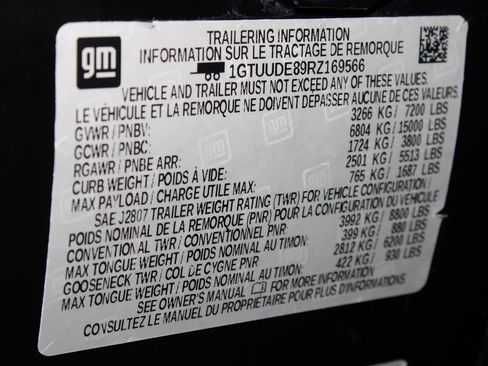 gm
TRAILERING INFORMATION
INFORMATION SUR LE TRACTAGE DE REMORQUE
1GTUUDE89RZ169566
VEHICLE AND TRAILER MUST NOT EXCEED ANY OF THESE VALUES
LE VÉHICULE ET LA REMORQUE NE DOIVENT DÉPASSER AUCUNE DE CES VALEURS
GVWR / PNBV: 3266 KG / 7200 LBS
GCWR / PNBC: 6804 KG / 15000 LBS
RGAWR / PNBE ARR: 1724 KG / 3800 LBS
CURB WEIGHT / POIDS À VIDE: 2501 KG / 5513 LBS
MAX PAYLOAD / CHARGE UTILE MAX: 765 KG / 1687 LBS
SAE J2807 TRAILER WEIGHT RATING (TWR) FOR VEHICLE CONFIGURATION /
POIDS NOMINAL DE LA REMORQUE (PNR) POUR LA CONFIGURATION DU VÉHICULE
CONVENTIONAL TWR / CONVENTIONNEL PNR: 3992 KG / 8800 LBS
MAX TONGUE WEIGHT / POIDS NOMINAL AU TIMON: 399 KG / 880 LBS
GOOSENECK TWR / COL DE CYGNE PNR: 2812 KG / 6200 LBS
MAX TONGUE WEIGHT / POIDS NOMINAL AU TIMON: 422 KG / 930 LBS
SEE OWNER'S MANUAL FOR MORE INFORMATION
CONSULTEZ LE MANUEL DU PROPRIÉTAIRE POUR PLUS D'INFORMATION